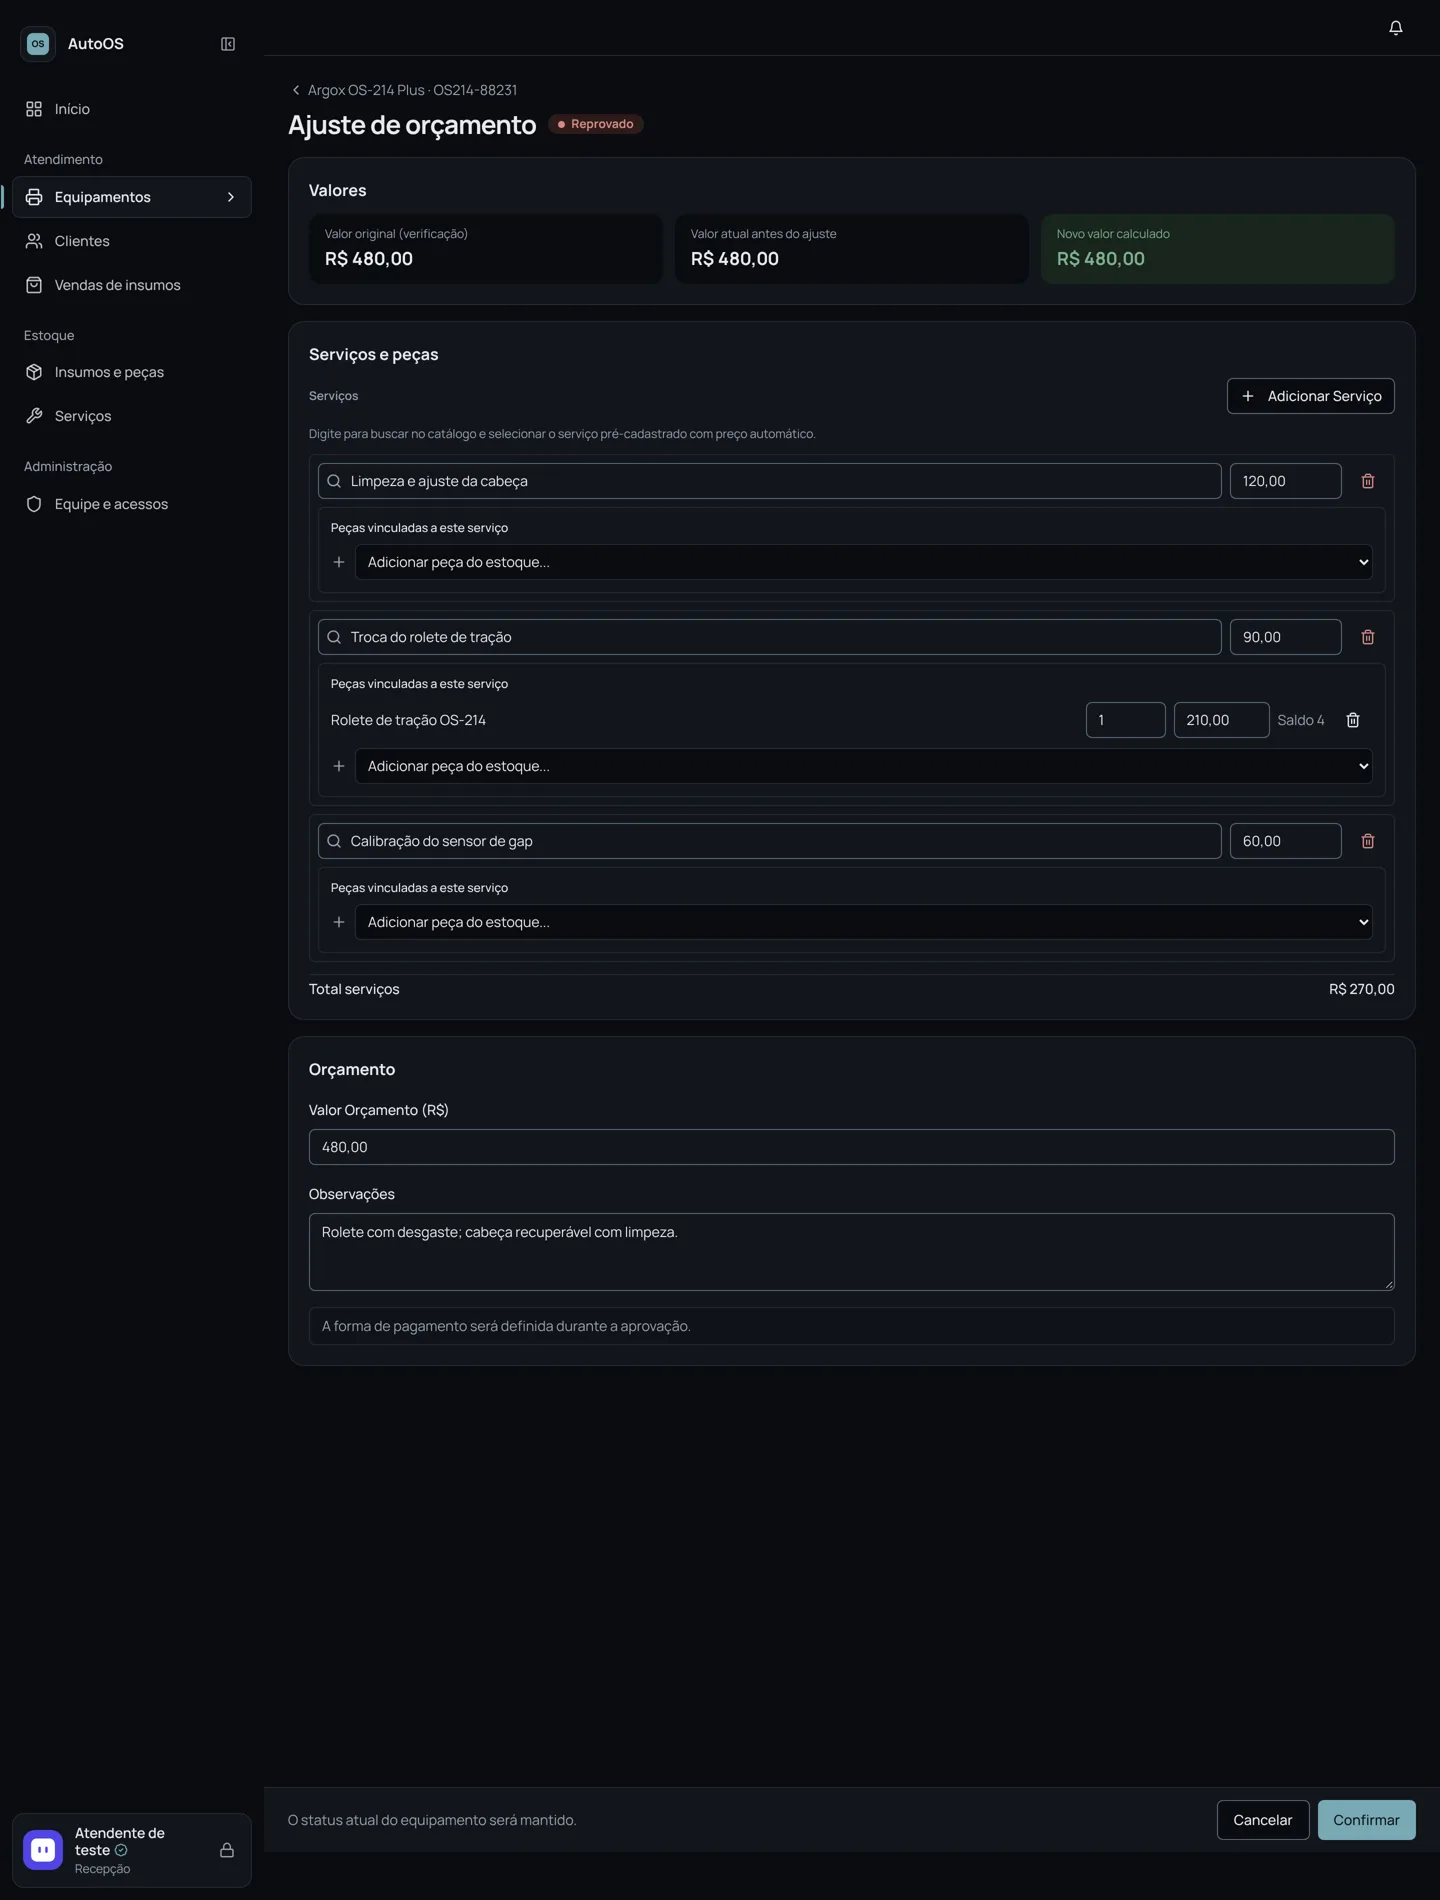 OS AutoOS
Início
Atendimento
Equipamentos
Clientes
Vendas de insumos
Estoque
Insumos e peças
Serviços
Administração
Equipe e acessos
Atendente de
teste
Recepção
Argox OS-214 Plus · OS214-88231
Ajuste de orçamento Reprovado
Valores
Valor original (verificação)
R$ 480,00
Valor atual antes do ajuste
R$ 480,00
Novo valor calculado
R$ 480,00
Serviços e peças
Serviços
Adicionar Serviço
Digite para buscar no catálogo e selecionar o serviço pré-cadastrado com preço automático.
Limpeza e ajuste da cabeça 120,00
Peças vinculadas a este serviço
Adicionar peça do estoque...
Troca do rolete de tração 90,00
Peças vinculadas a este serviço
Rolete de tração OS-214 1 210,00 Saldo 4
Adicionar peça do estoque...
Calibração do sensor de gap 60,00
Peças vinculadas a este serviço
Adicionar peça do estoque...
Total serviços R$ 270,00
Orçamento
Valor Orçamento (R$)
480,00
Observações
Rolete com desgaste; cabeça recuperável com limpeza.
A forma de pagamento será definida durante a aprovação.
O status atual do equipamento será mantido.
Cancelar
Confirmar